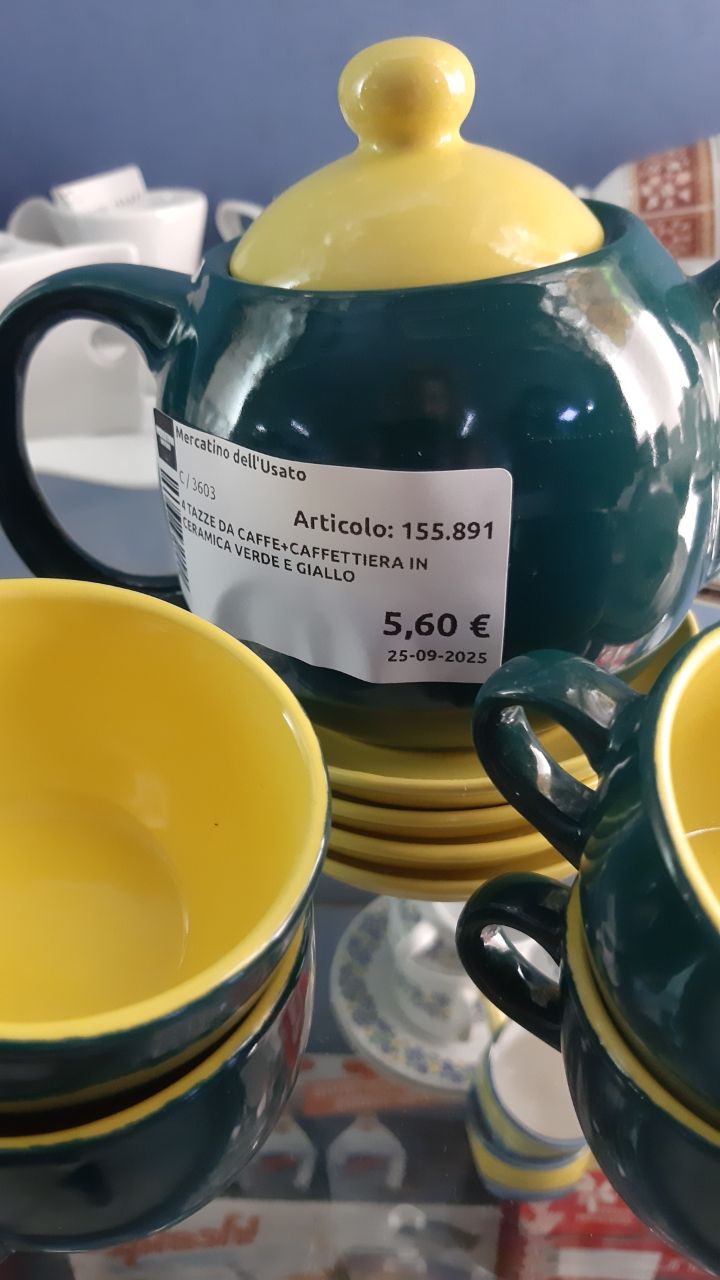 Mercatino dell'Usato
C / 3603
Articolo: 155.891
4 TAZZE DA CAFFE+CAFFETTIERA IN
CERAMICA VERDE E GIALLO
5,60 €
25-09-2025